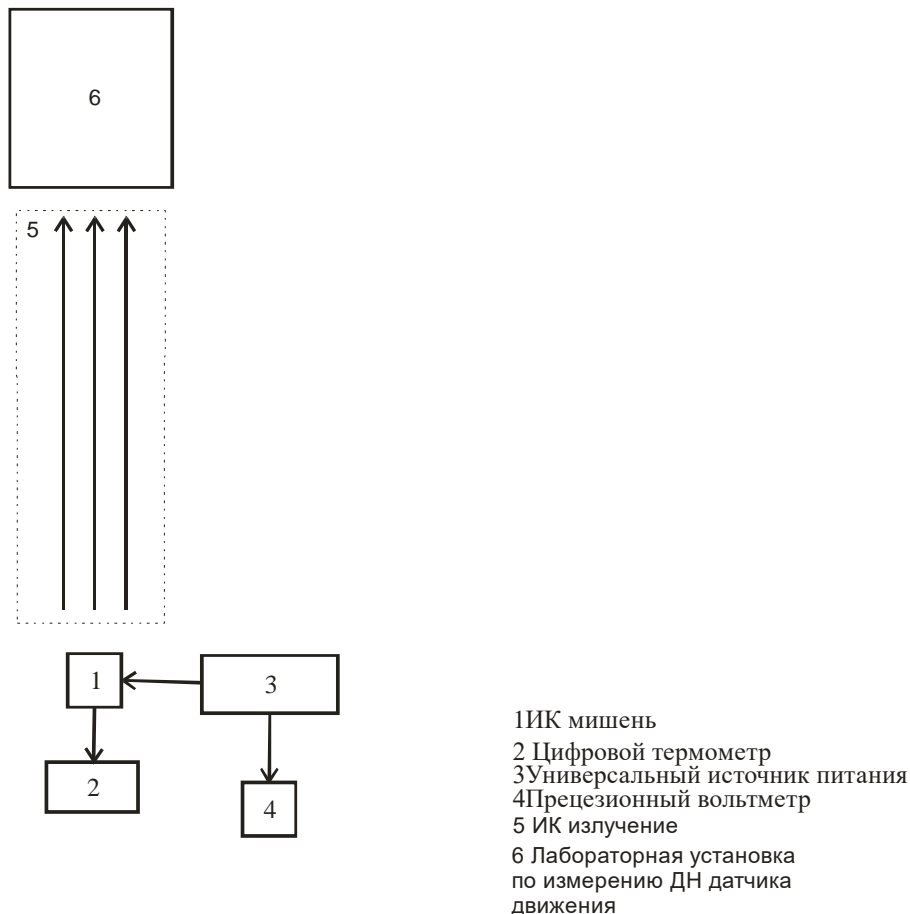 6
5
1
3
2
4
1ИК мишень
2 Цифровой термометр
3Универсальный источник питания
4Прецезионный вольтметр
5 ИК излучение
6 Лабораторная установка
по измерению ДН датчика
движения